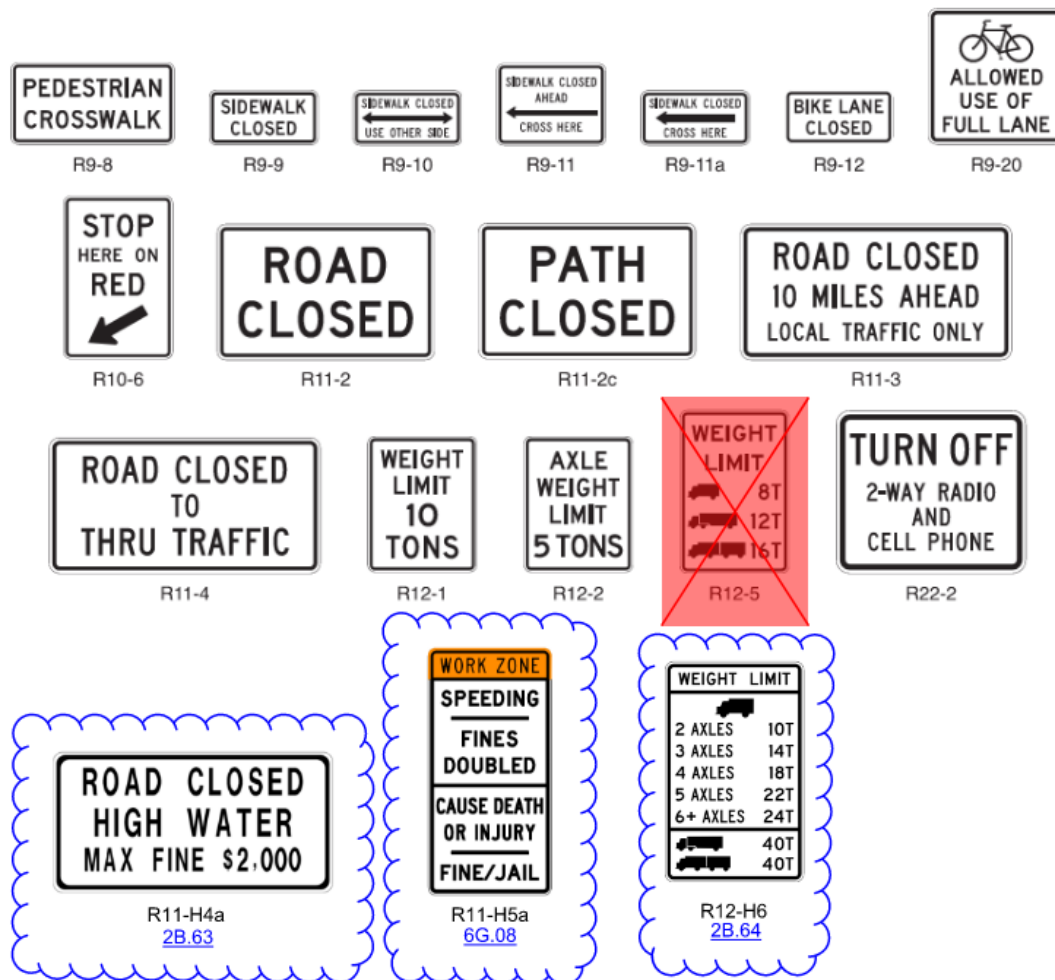 PEDESTRIAN
CROSSWALK
R9-8
SIDEWALK
CLOSED
R9-9
SIDEWALK CLOSED
USE OTHER SIDE
R9-10
SIDEWALK CLOSED
AHEAD
CROSS HERE
R9-11
SIDEWALK CLOSED
CROSS HERE
R9-11a
BIKE LANE
CLOSED
R9-12
ALLOWED
USE OF
FULL LANE
R9-20
STOP
HERE ON
RED
R10-6
ROAD
CLOSED
R11-2
PATH
CLOSED
R11-2c
ROAD CLOSED
10 MILES AHEAD
LOCAL TRAFFIC ONLY
R11-3
ROAD CLOSED
TO
THRU TRAFFIC
R11-4
WEIGHT
LIMIT
10
TONS
R12-1
AXLE
WEIGHT
LIMIT
5 TONS
R12-2
WEIGHT
LIMIT
8T
12T
16T
R12-5
TURN OFF
2-WAY RADIO
AND
CELL PHONE
R22-2
ROAD CLOSED
HIGH WATER
MAX FINE $2,000
R11-H4a
2B.63
WORK ZONE
SPEEDING
FINES
DOUBLED
CAUSE DEATH
OR INJURY
FINE/JAIL
R11-H5a
6G.08
WEIGHT LIMIT
2 AXLES 10T
3 AXLES 14T
4 AXLES 18T
5 AXLES 22T
6+ AXLES 24T
40T
40T
R12-H6
2B.64